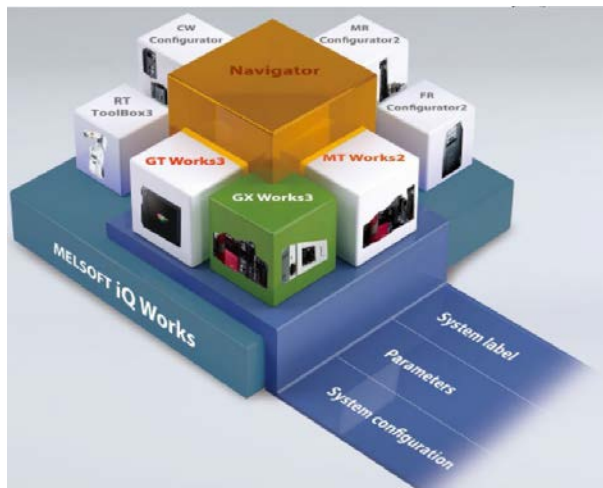 CW
Configurator
MR
Configurator2
Navigator
RT
ToolBox3
FR
Configurator2
GT Works3
MT Works2
GX Works3
MELSOFT iQ Works
System label
Parameters
System configuration